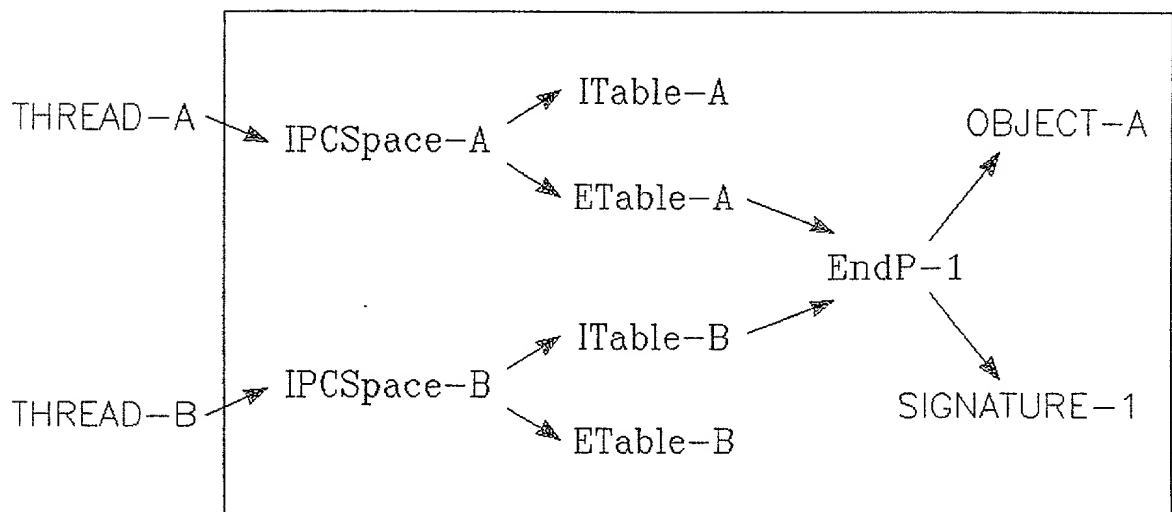 ITable-A
THREAD-A
OBJECT-A
IPCSpace-A
ETable-A
EndP-1
ITable-B
IPCSpace-B
THREAD-B
SIGNATURE-1
ETable-B